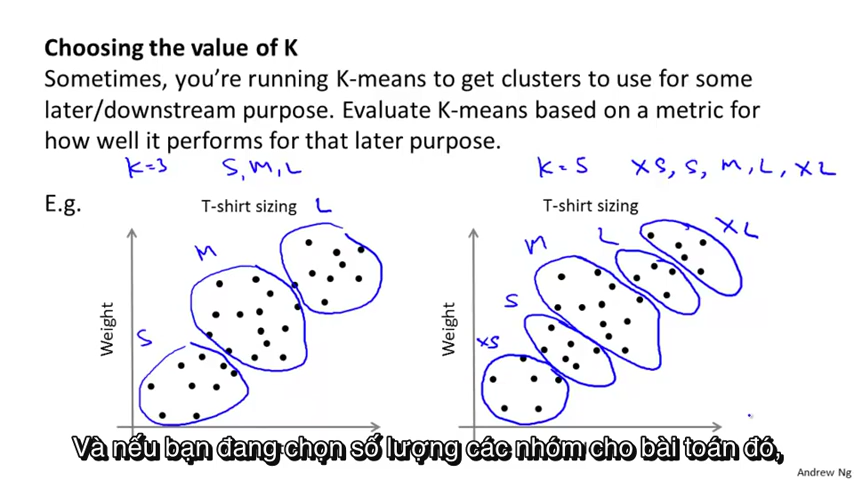 Choosing the value of K
Sometimes, you're running K-means to get clusters to use for some
later/downstream purpose. Evaluate K-means based on a metric for
how well it performs for that later purpose.
K=3 S,M,L K=5 XS, S, M, L, XL
E.g.
T-shirt sizing L
T-shirt sizing
XL
M
M
L
S
S
XS
Weight
Weight
Và nếu bạn đang chọn số lượng các nhóm cho bài toán đó,
Andrew Ng